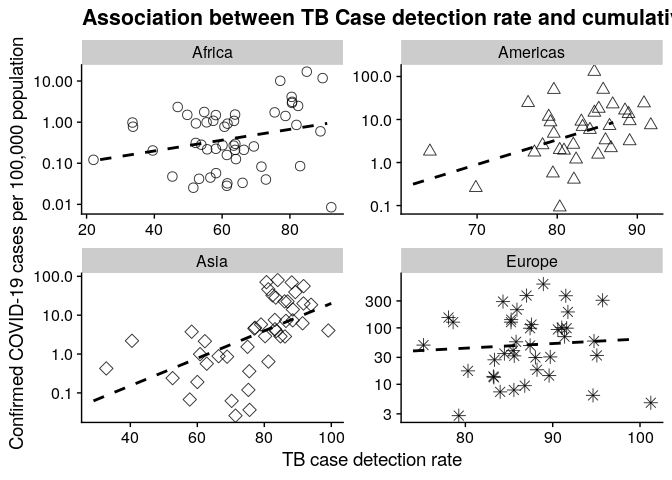 Association between TB Case detection rate and cumulati
Africa
Americas
Confirmed COVID-19 cases per 100,000 population
10.00
1.00
0.10
0.01
20 40 60 80
100.0
10.0
1.0
0.1
70 80 90
Asia
Europe
100.0
10.0
1.0
0.1
40 60 80 100
300
100
30
10
3
80 90 100
TB case detection rate